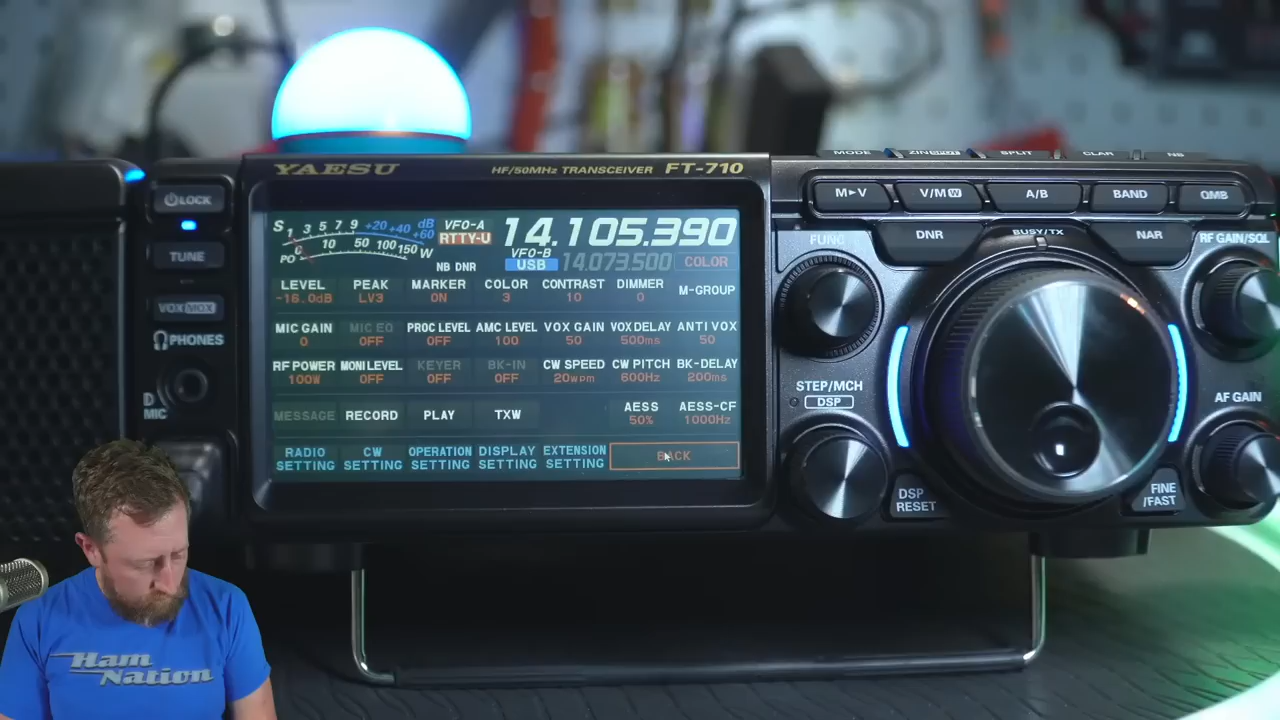 MODE ZIN SPLIT CLAR NB
YAESU HF/50MHz TRANSCEIVER FT-710
LOCK
TUNE
VOX MOX
PHONES
MIC
S 1 3 5 7 9 +20 +40 +60 dB
PO 0 10 50 100 150 W
VFO-A
RTTY-U
14.105.390
VFO-B
USB
14.073.500
NB DNR
COLOR
LEVEL PEAK MARKER COLOR CONTRAST DIMMER M-GROUP
-16.0dB LV3 ON 3 10 0
MIC GAIN MIC EQ PROC LEVEL AMC LEVEL VOX GAIN VOX DELAY ANTI VOX
0 OFF OFF 100 50 500ms 50
RF POWER MONI LEVEL KEYER BK-IN CW SPEED CW PITCH BK-DELAY
100W OFF OFF OFF 20wpm 600Hz 200ms
MESSAGE RECORD PLAY TXW AESS AESS-CF
50% 1000Hz
RADIO SETTING
CW SETTING
OPERATION SETTING
DISPLAY SETTING
EXTENSION SETTING
BACK
M►V V/M W A/B BAND QMB
DNR BUSY/TX NAR
FUNC
RF GAIN/SQL
STEP/MCH
DSP
AF GAIN
DSP RESET
FINE /FAST
Ham
Nation